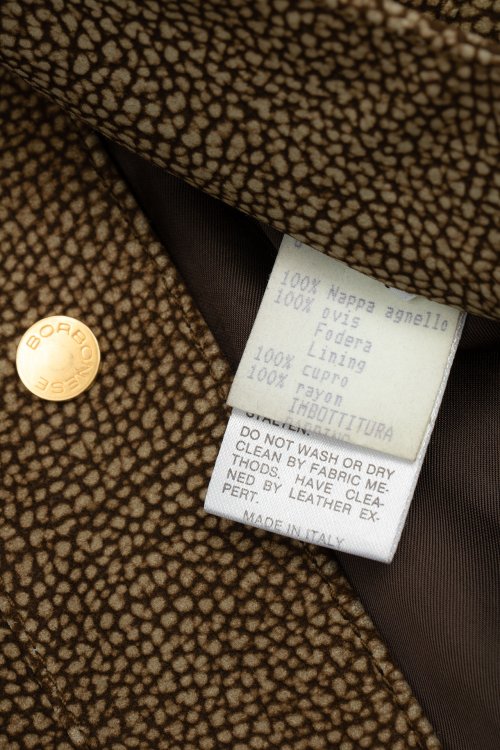 BORBONESE
100% Nappa agnello
100% ovis
Fodera
Lining
100% cupro
100% rayon
IMBOTTITURA
DO NOT WASH OR DRY
CLEAN BY FABRIC ME-
THODS. HAVE CLEA-
NED BY LEATHER EX-
PERT.
MADE IN ITALY